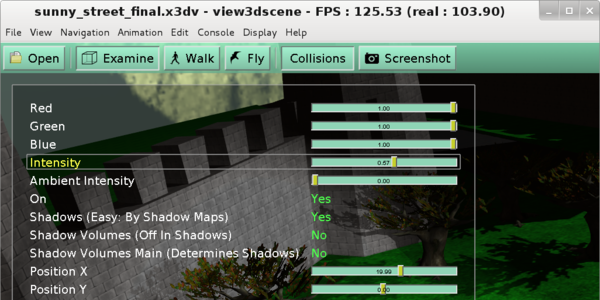 sunny_street_final.x3dv - view3dscene - FPS : 125.53 (real : 103.90)
File View Navigation Animation Edit Console Display Help
Open Examine Walk Fly Collisions Screenshot
Red 1.00
Green 1.00
Blue 1.00
Intensity 0.57
Ambient Intensity 0.00
On Yes
Shadows (Easy: By Shadow Maps) Yes
Shadow Volumes (Off In Shadows) No
Shadow Volumes Main (Determines Shadows) No
Position X 19.99
Position Y 0.00